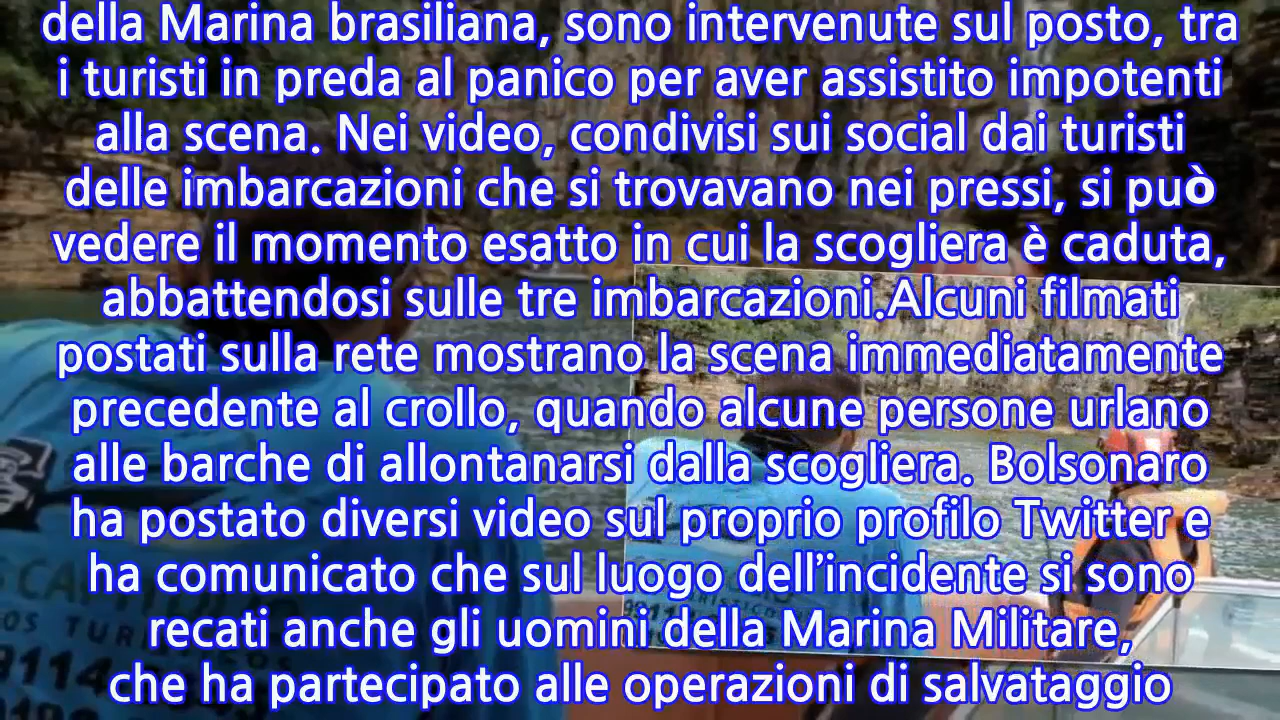 della Marina brasiliana, sono intervenute sul posto, tra
i turisti in preda al panico per aver assistito impotenti
alla scena. Nei video, condivisi sui social dai turisti
delle imbarcazioni che si trovavano nei pressi, si può
vedere il momento esatto in cui la scogliera è caduta,
abbattendosi sulle tre imbarcazioni.Alcuni filmati
postati sulla rete mostrano la scena immediatamente
precedente al crollo, quando alcune persone urlano
alle barche di allontanarsi dalla scogliera. Bolsonaro
ha postato diversi video sul proprio profilo Twitter e
ha comunicato che sul luogo dell’incidente si sono
recati anche gli uomini della Marina Militare,
che ha partecipato alle operazioni di salvataggio